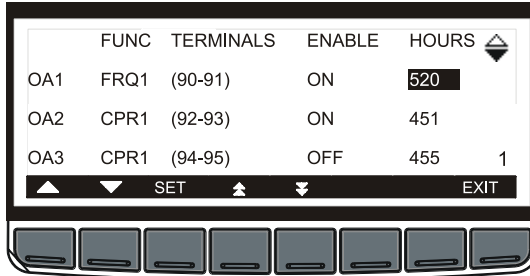 FUNC TERMINALS ENABLE HOURS
OA1 FRQ1 (90-91) ON 520
OA2 CPR1 (92-93) ON 451
OA3 CPR1 (94-95) OFF 455 1
SET EXIT